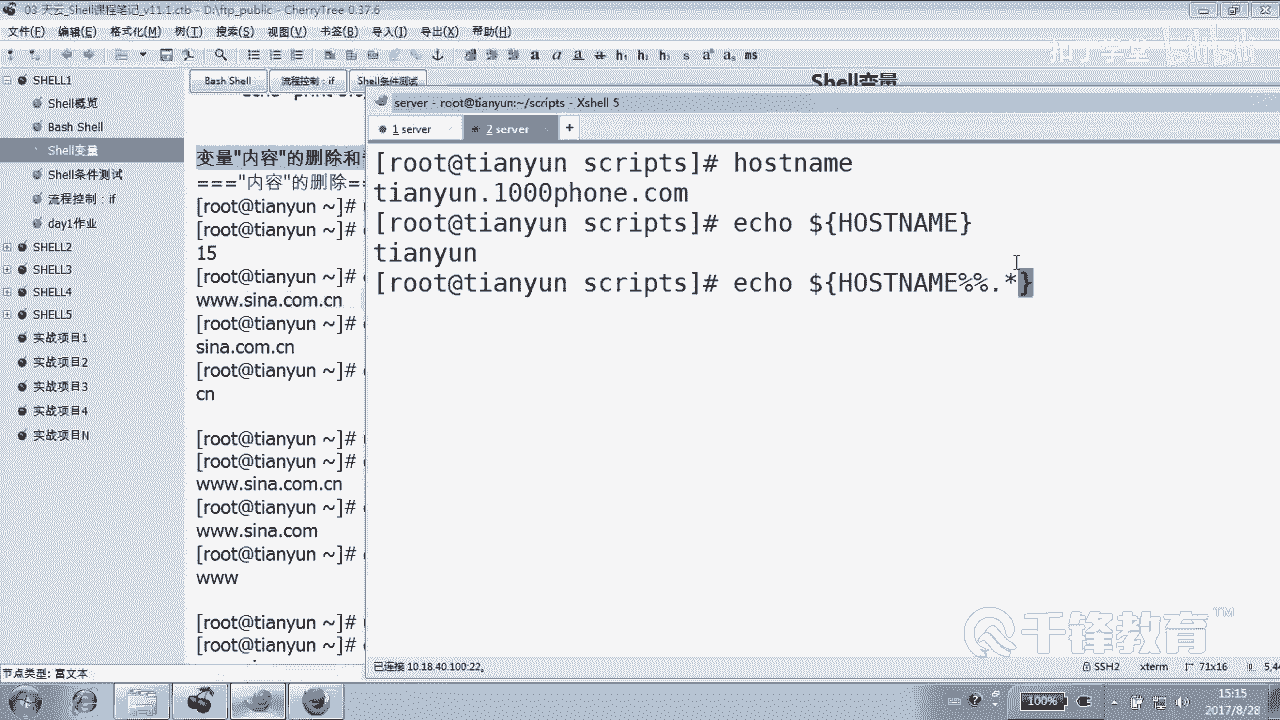 03 天云_Shell课程笔记_v11.1.ctb - D:\ftp_public - CherryTree 0.37.6
文件(F) 编辑(E) 格式化(M) 树(T) 搜索(S) 视图(V) 书签(B) 导入(I) 导出(X) 帮助(H)
SHELL1
Shell概览
Bash Shell
Shell变量
Shell条件测试
流程控制: if
day1作业
SHELL2
SHELL3
SHELL4
SHELL5
实战项目1
实战项目2
实战项目3
实战项目4
实战项目N
Bash Shell 流程控制: if Shell条件测试
Shell变量
变量"内容"的删除和
==="内容"的删除==
[root@tianyun ~]#
[root@tianyun ~]#
15
[root@tianyun ~]#
www.sina.com.cn
[root@tianyun ~]#
sina.com.cn
[root@tianyun ~]#
cn
[root@tianyun ~]#
[root@tianyun ~]#
www.sina.com.cn
[root@tianyun ~]#
www.sina.com
[root@tianyun ~]#
www
[root@tianyun ~]#
[root@tianyun ~]#
server - root@tianyun:~/scripts - Xshell 5
1 server 2 server +
[root@tianyun scripts]# hostname
tianyun.1000phone.com
[root@tianyun scripts]# echo ${HOSTNAME}
tianyun
[root@tianyun scripts]# echo ${HOSTNAME%%.*}
千锋教育™
已连接 10.18.40.100:22。 SSH2 xterm 71x16
节点类型: 富文本
100%
15:15
2017/8/28